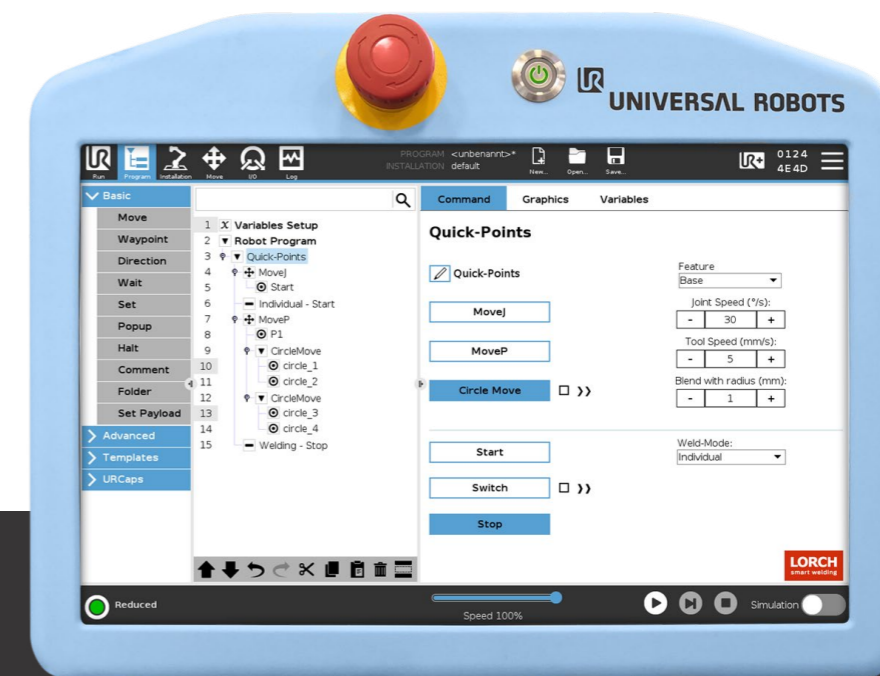 UNIVERSAL ROBOTS
UR
Run
Program
Installation
Move
I/O
Log
PROGRAM <unbenannt>*
INSTALLATION default
New...
Open...
Save...
UR+
0124
4E4D
Basic
Move
Waypoint
Direction
Wait
Set
Popup
Halt
Comment
Folder
Set Payload
Advanced
Templates
URCaps
1 X Variables Setup
2 Robot Program
3 Quick-Points
4 MoveJ
5 Start
6 Individual - Start
7 MoveP
8 P1
9 CircleMove
10 circle_1
11 circle_2
12 CircleMove
13 circle_3
14 circle_4
15 Welding - Stop
Command Graphics Variables
Quick-Points
Quick-Points
MoveJ
MoveP
Circle Move
Feature
Base
Joint Speed (°/s):
- 30 +
Tool Speed (mm/s):
- 5 +
Blend with radius (mm):
- 1 +
Start
Switch
Stop
Weld-Mode:
Individual
LORCH
smart welding
Reduced
Speed 100%
Simulation